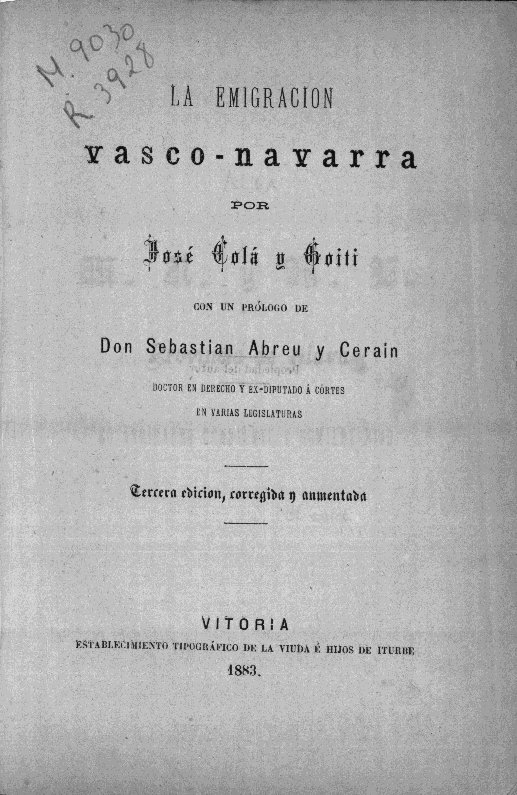 M. 9030
R. 3928
LA EMIGRACION
vasco-navarra
POR
José Colá y Goiti
CON UN PRÓLOGO DE
Don Sebastian Abreu y Cerain
DOCTOR EN DERECHO Y EX-DIPUTADO Á CÓRTES
EN VARIAS LEGISLATURAS
Tercera edicion, corregida y aumentada
VITORIA
ESTABLECIMIENTO TIPOGRÁFICO DE LA VIUDA É HIJOS DE ITURBE
1883.